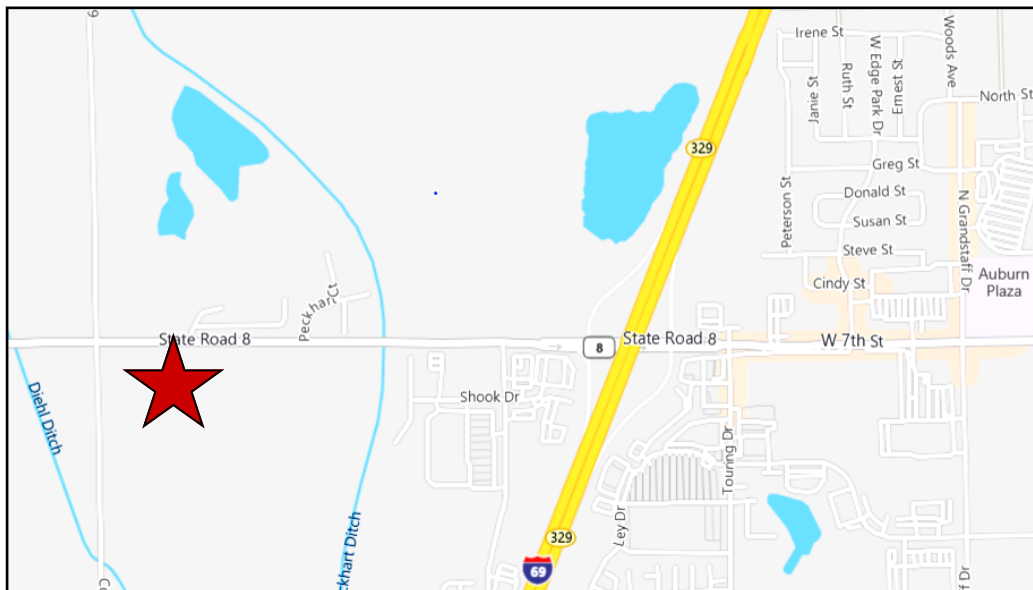 Irene St
Woods Ave
W Edge Park Dr
Ruth St
Ernest St
Janie St
North St
329
Greg St
Peterson St
Donald St
N Grandstaff Dr
Susan St
Steve St
Cindy St
Auburn
Plaza
Peckhart Ct
State Road 8
8
State Road 8
W 7th St
Diehl Ditch
Shook Dr
Touring Dr
Ley Dr
329
69